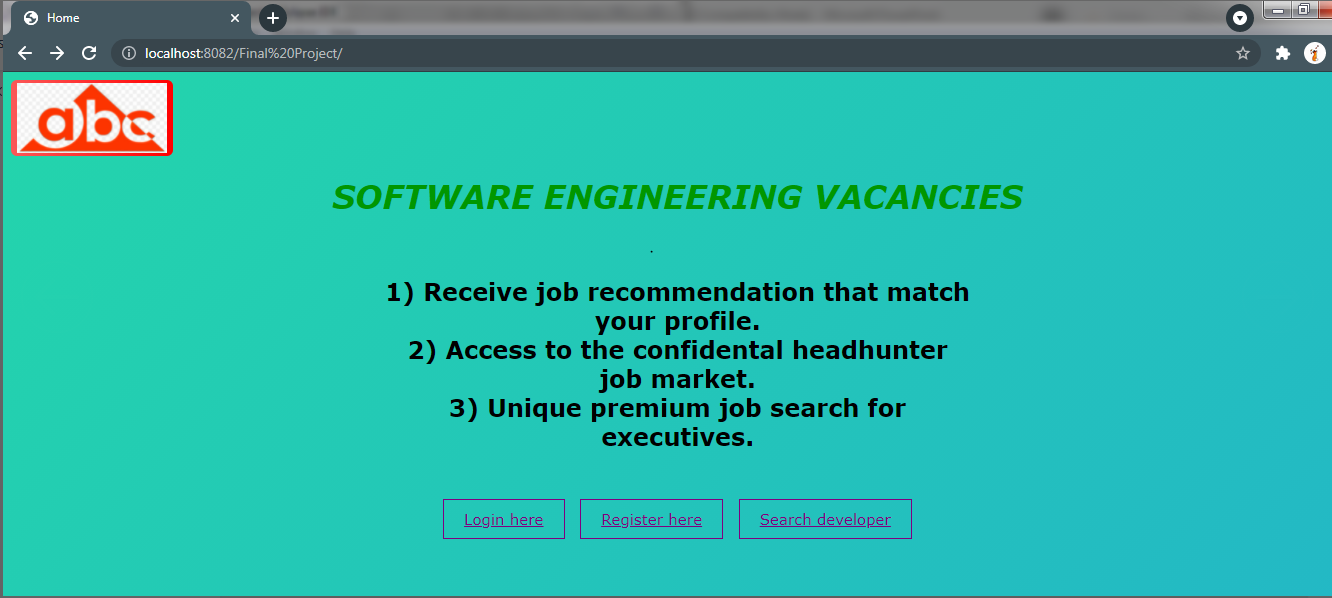 Home
localhost:8082/Final%20Project/
abc
SOFTWARE ENGINEERING VACANCIES
.
1) Receive job recommendation that match
your profile.
2) Access to the confidental headhunter
job market.
3) Unique premium job search for
executives.
Login here Register here Search developer